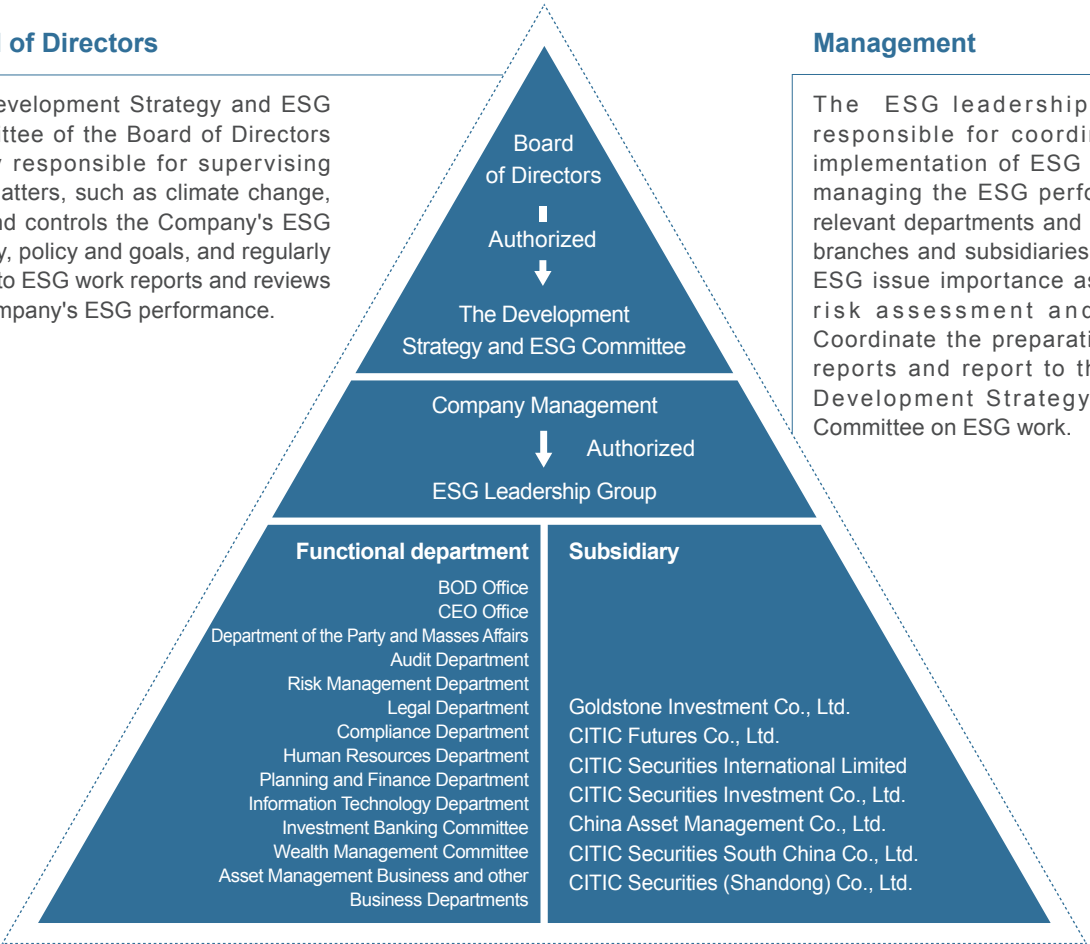 of Directors
evelopment Strategy and ESG
ttee of the Board of Directors
responsible for supervising
atters, such as climate change,
nd controls the Company's ESG
y, policy and goals, and regularly
to ESG work reports and reviews
mpany's ESG performance.
Board
of Directors
Authorized
The Development
Strategy and ESG Committee
Company Management
Authorized
ESG Leadership Group
Management
The ESG leadership
responsible for coordi
implementation of ESG
managing the ESG perfo
relevant departments and
branches and subsidiaries
ESG issue importance as
risk assessment and
Coordinate the preparati
reports and report to th
Development Strategy
Committee on ESG work.
Functional department
BOD Office
CEO Office
Department of the Party and Masses Affairs
Audit Department
Risk Management Department
Legal Department
Compliance Department
Human Resources Department
Planning and Finance Department
Information Technology Department
Investment Banking Committee
Wealth Management Committee
Asset Management Business and other
Business Departments
Subsidiary
Goldstone Investment Co., Ltd.
CITIC Futures Co., Ltd.
CITIC Securities International Limited
CITIC Securities Investment Co., Ltd.
China Asset Management Co., Ltd.
CITIC Securities South China Co., Ltd.
CITIC Securities (Shandong) Co., Ltd.